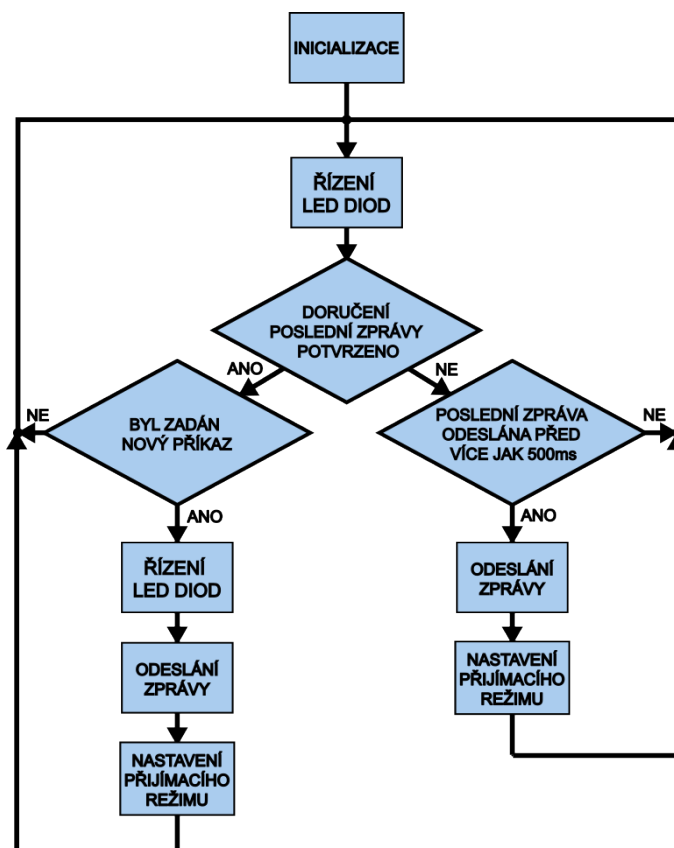 INICIALIZACE
ŘÍZENÍ
LED DIOD
DORUČENÍ
POSLEDNÍ ZPRÁVY
POTVRZENO
ANO
NE
NE
BYL ZADÁN
NOVÝ PŘÍKAZ
POSLEDNÍ ZPRÁVA
ODESLÁNA PŘED
VÍCE JAK 500ms
NE
ANO
ANO
ŘÍZENÍ
LED DIOD
ODESLÁNÍ
ZPRÁVY
ODESLÁNÍ
ZPRÁVY
NASTAVENÍ
PŘIJÍMACÍHO
REŽIMU
NASTAVENÍ
PŘIJÍMACÍHO
REŽIMU